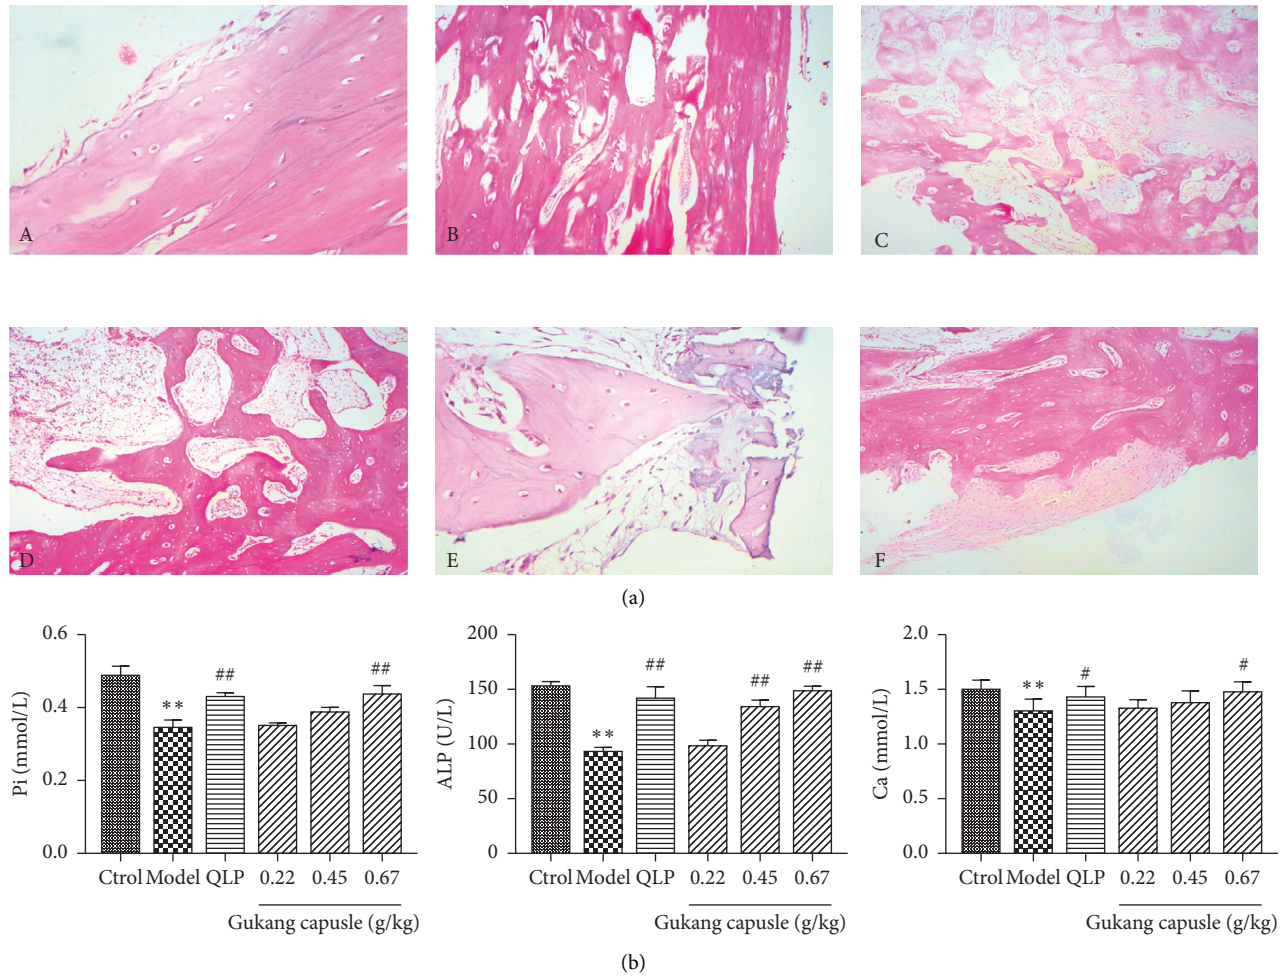 A
B
C
D
E
F
(a)
Pi (mmol/L)
0.6
0.4
0.2
0.0
**
##
##
Ctrol Model QLP 0.22 0.45 0.67
Gukang capusle (g/kg)
ALP (U/L)
200
150
100
50
0
**
##
##
##
Ctrol Model QLP 0.22 0.45 0.67
Gukang capusle (g/kg)
Ca (mmol/L)
2.0
1.5
1.0
0.5
0.0
**
#
#
Ctrol Model QLP 0.22 0.45 0.67
Gukang capusle (g/kg)
(b)